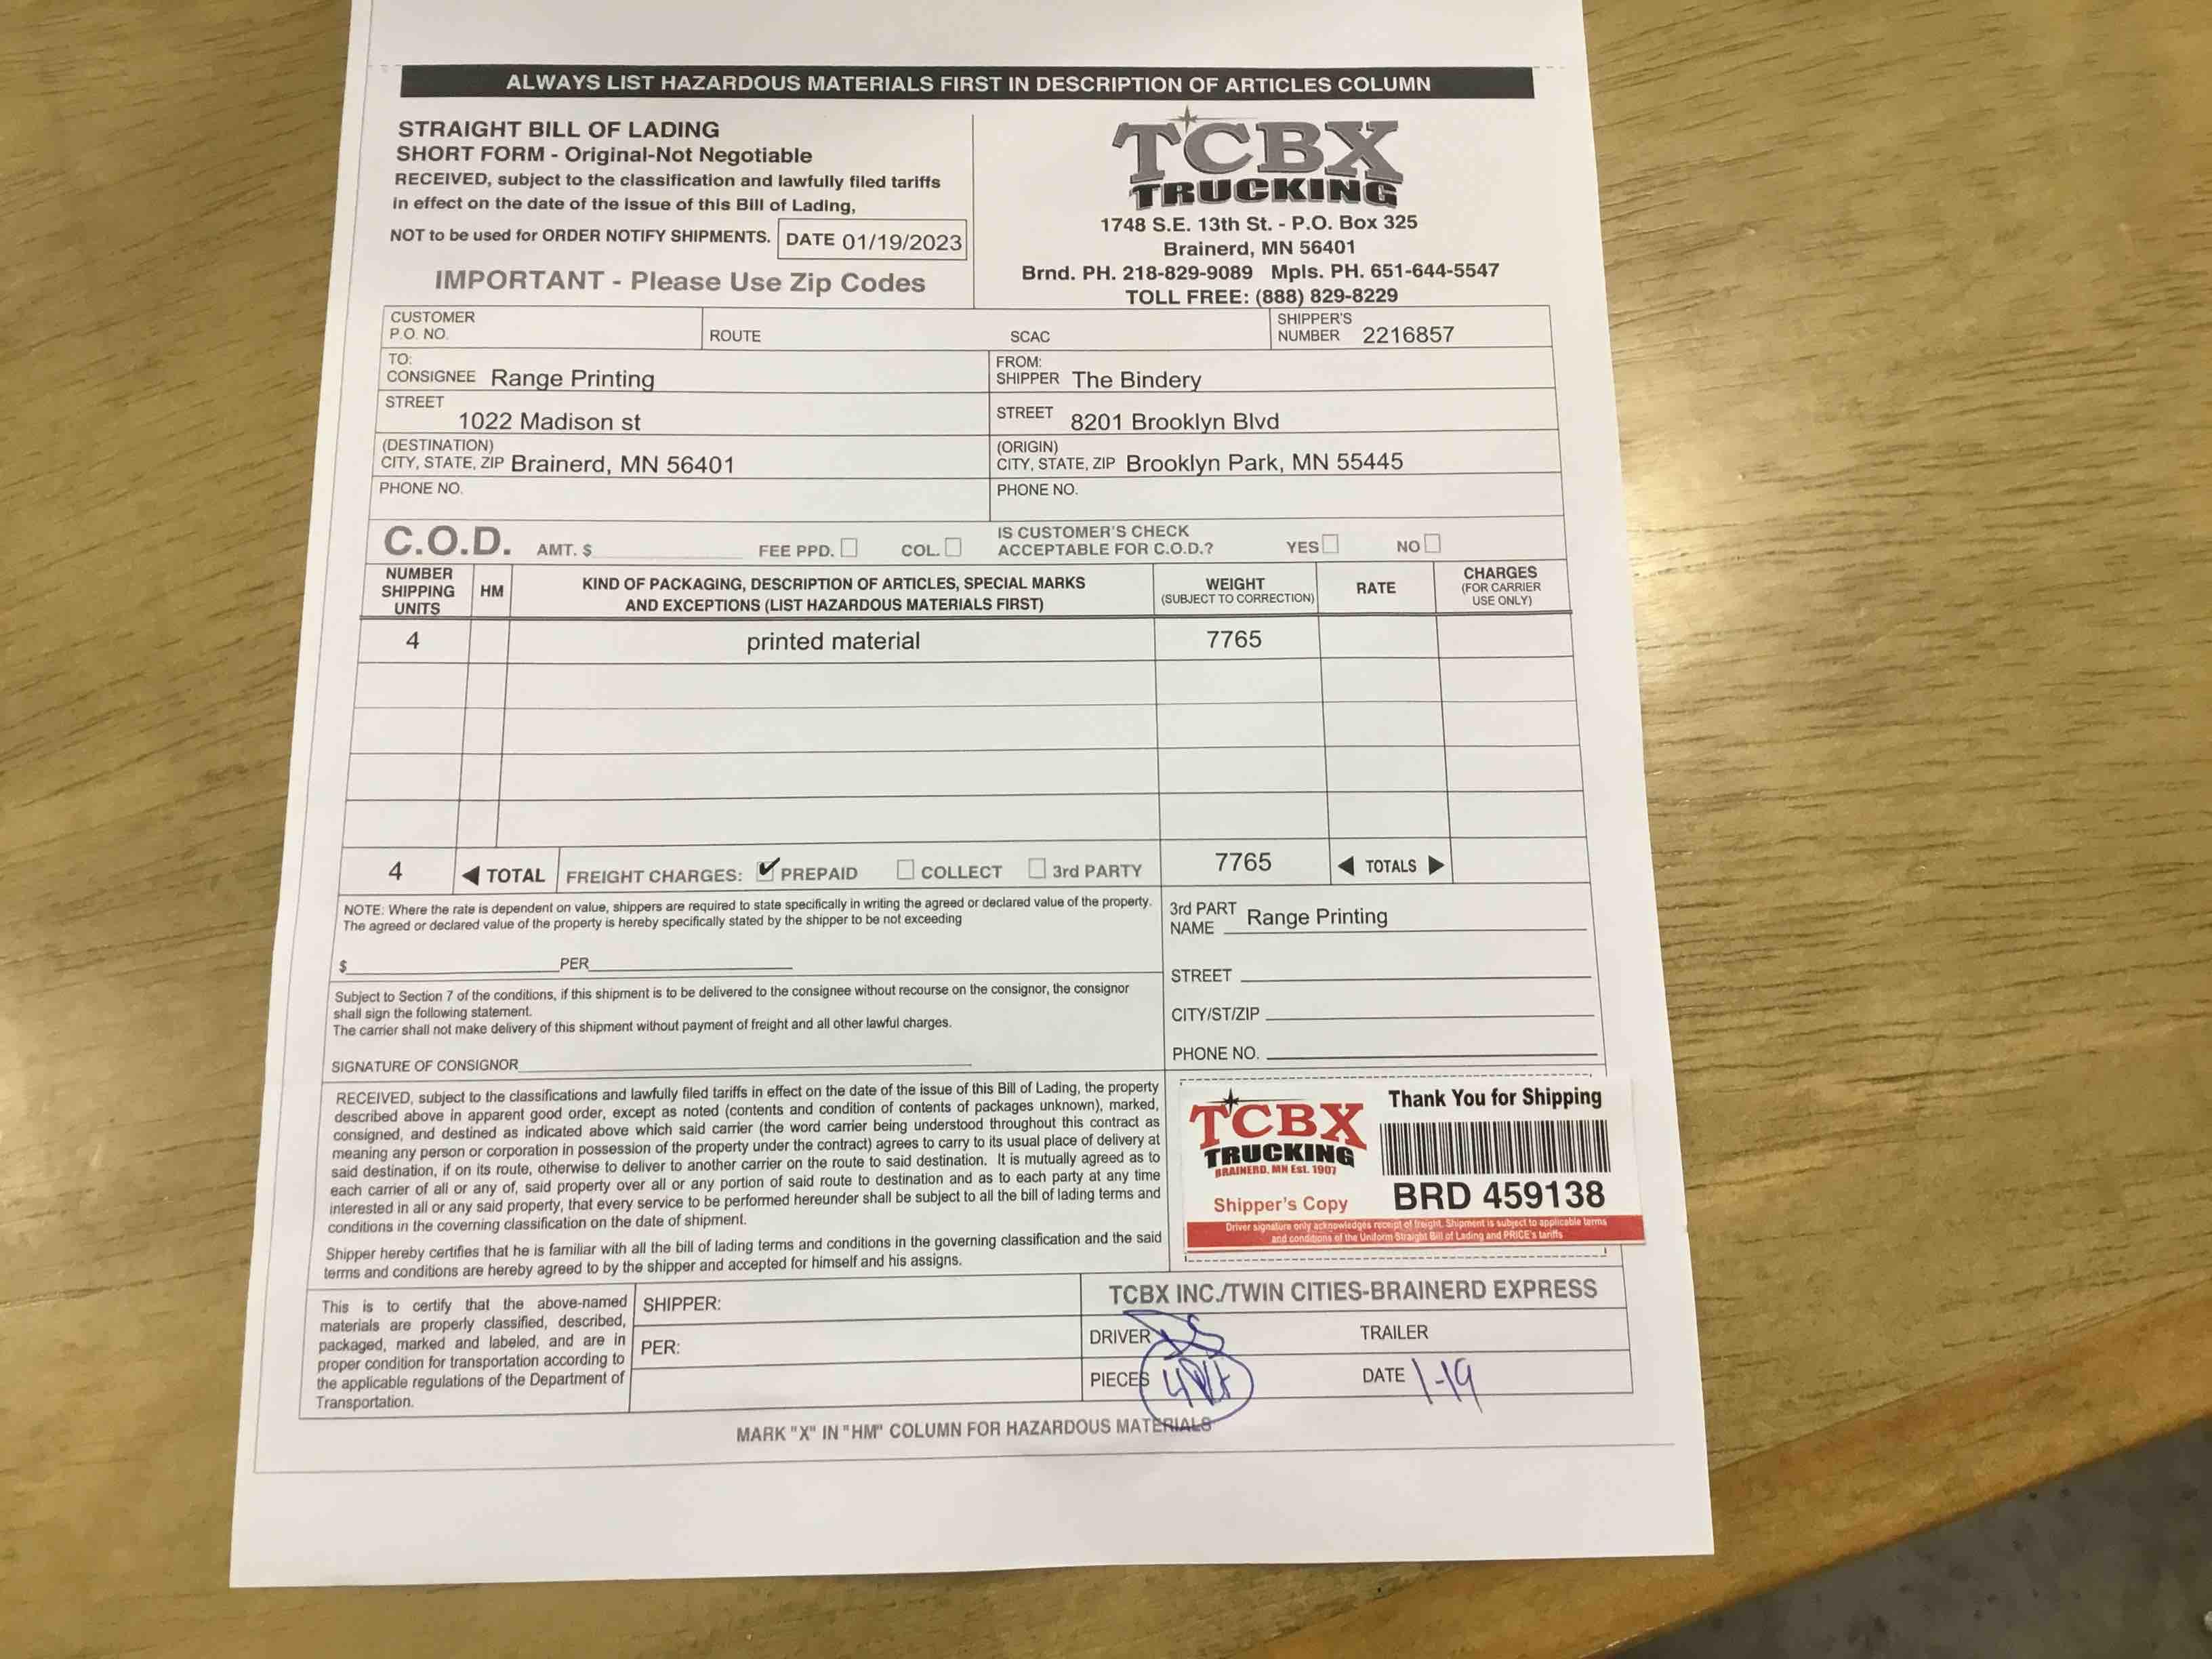 ALWAYS LIST HAZARDOUS MATERIALS FIRST IN DESCRIPTION OF ARTICLES COLUMN
STRAIGHT BILL OF LADING
SHORT FORM - Original-Not Negotiable
RECEIVED, subject to the classification and lawfully filed tariffs
in effect on the date of the issue of this Bill of Lading,
NOT to be used for ORDER NOTIFY SHIPMENTS. DATE 01/19/2023
IMPORTANT - Please Use Zip Codes
TCBX
TRUCKING
1748 S.E. 13th St. - P.O. Box 325
Brainerd, MN 56401
Brnd. PH. 218-829-9089 Mpls. PH. 651-644-5547
TOLL FREE: (888) 829-8229
CUSTOMER
P.O. NO. ROUTE SCAC
SHIPPER'S
NUMBER 2216857
TO:
CONSIGNEE Range Printing
FROM:
SHIPPER The Bindery
STREET
1022 Madison st
STREET 8201 Brooklyn Blvd
(DESTINATION)
CITY, STATE, ZIP Brainerd, MN 56401
(ORIGIN)
CITY, STATE, ZIP Brooklyn Park, MN 55445
PHONE NO.
PHONE NO.
C.O.D. AMT. $ FEE PPD. COL.
IS CUSTOMER'S CHECK
ACCEPTABLE FOR C.O.D.? YES NO
NUMBER
SHIPPING
UNITS
HM
KIND OF PACKAGING, DESCRIPTION OF ARTICLES, SPECIAL MARKS
AND EXCEPTIONS (LIST HAZARDOUS MATERIALS FIRST)
WEIGHT
(SUBJECT TO CORRECTION)
RATE
CHARGES
(FOR CARRIER
USE ONLY)
4 printed material 7765
4 ◀ TOTAL FREIGHT CHARGES: ✔ PREPAID COLLECT 3rd PARTY 7765 ◀ TOTALS ▶
NOTE: Where the rate is dependent on value, shippers are required to state specifically in writing the agreed or declared value of the property.
The agreed or declared value of the property is hereby specifically stated by the shipper to be not exceeding
$ PER
3rd PART
NAME Range Printing
STREET
CITY/ST/ZIP
PHONE NO.
Subject to Section 7 of the conditions, if this shipment is to be delivered to the consignee without recourse on the consignor, the consignor
shall sign the following statement.
The carrier shall not make delivery of this shipment without payment of freight and all other lawful charges.
SIGNATURE OF CONSIGNOR
RECEIVED, subject to the classifications and lawfully filed tariffs in effect on the date of the issue of this Bill of Lading, the property
described above in apparent good order, except as noted (contents and condition of contents of packages unknown), marked,
consigned, and destined as indicated above which said carrier (the word carrier being understood throughout this contract as
meaning any person or corporation in possession of the property under the contract) agrees to carry to its usual place of delivery at
said destination, if on its route, otherwise to deliver to another carrier on the route to said destination. It is mutually agreed as to
each carrier of all or any of, said property over all or any portion of said route to destination and as to each party at any time
interested in all or any said property, that every service to be performed hereunder shall be subject to all the bill of lading terms and
conditions in the coverning classification on the date of shipment.
Shipper hereby certifies that he is familiar with all the bill of lading terms and conditions in the governing classification and the said
terms and conditions are hereby agreed to by the shipper and accepted for himself and his assigns.
TCBX
TRUCKING
BRAINERD, MN Est. 1907
Shipper's Copy
Thank You for Shipping
BRD 459138
Driver signature only acknowledges receipt of freight. Shipment is subject to applicable terms
and conditions of the Uniform Straight Bill of Lading and PRICE's tariffs
This is to certify that the above-named
materials are properly classified, described,
packaged, marked and labeled, and are in
proper condition for transportation according to
the applicable regulations of the Department of
Transportation.
SHIPPER:
PER:
TCBX INC./TWIN CITIES-BRAINERD EXPRESS
DRIVER TRAILER
PIECES DATE 1-19
MARK "X" IN "HM" COLUMN FOR HAZARDOUS MATERIALS